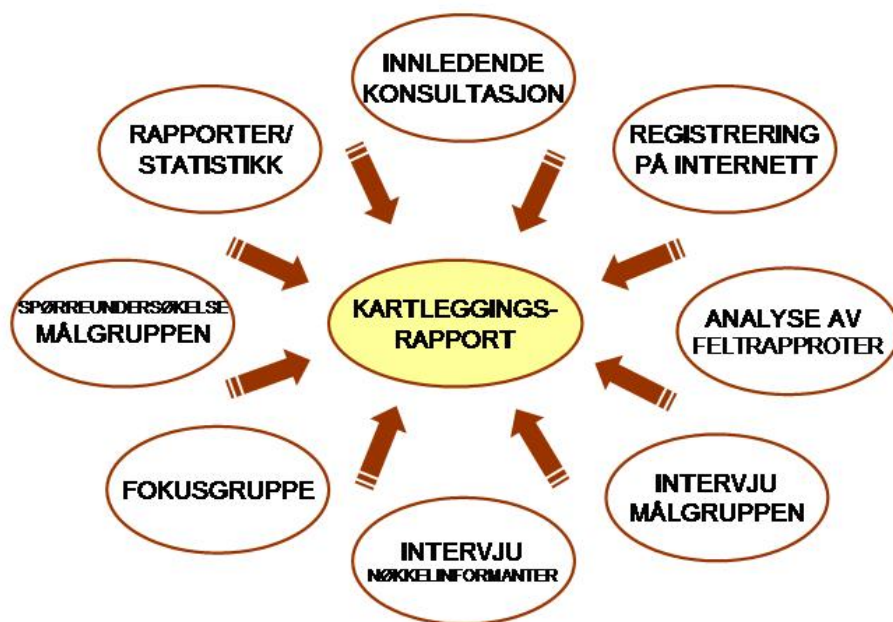 INNLEDENDE
KONSULTASJON
RAPPORTER/
STATISTIKK
REGISTRERING
PÅ INTERNETT
SPØRREUNDERSØKELSE
MÅLGRUPPEN
KARTLEGGINGS-
RAPPORT
ANALYSE AV
FELTRAPPROTER
FOKUSGRUPPE
INTERVJU
MÅLGRUPPEN
INTERVJU
NØKKELINFORMANTER